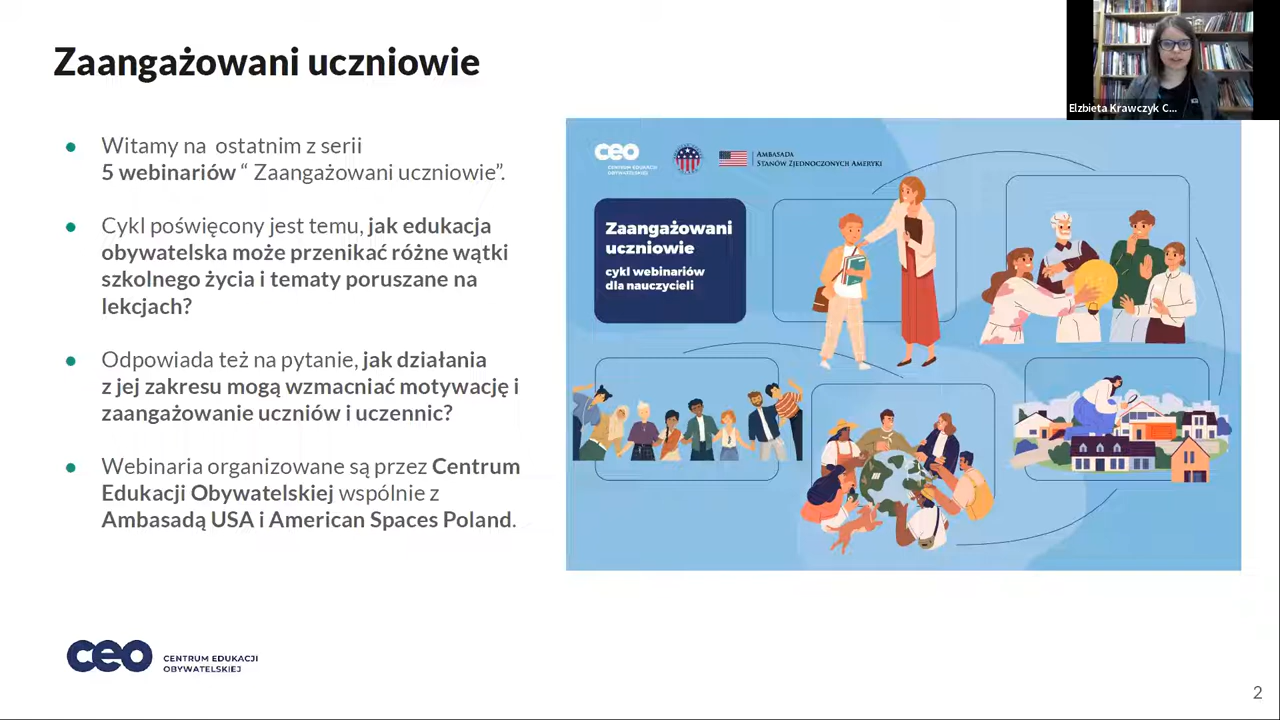 Zaangażowani uczniowie
Elzbieta Krawczyk C...
Witamy na ostatnim z serii
5 webinariów “ Zaangażowani uczniowie”.
Cykl poświęcony jest temu, jak edukacja
obywatelska może przenikać różne wątki
szkolnego życia i tematy poruszane na
lekcjach?
Odpowiada też na pytanie, jak działania
z jej zakresu mogą wzmacniać motywację i
zaangażowanie uczniów i uczennic?
Webinaria organizowane są przez Centrum
Edukacji Obywatelskiej wspólnie z
Ambasadą USA i American Spaces Poland.
ceo
CENTRUM EDUKACJI
OBYWATELSKIEJ
AMBASADA
STANÓW ZJEDNOCZONYCH AMERYKI
Zaangażowani
uczniowie
cykl webinariów
dla nauczycieli
ceo
CENTRUM EDUKACJI
OBYWATELSKIEJ
2